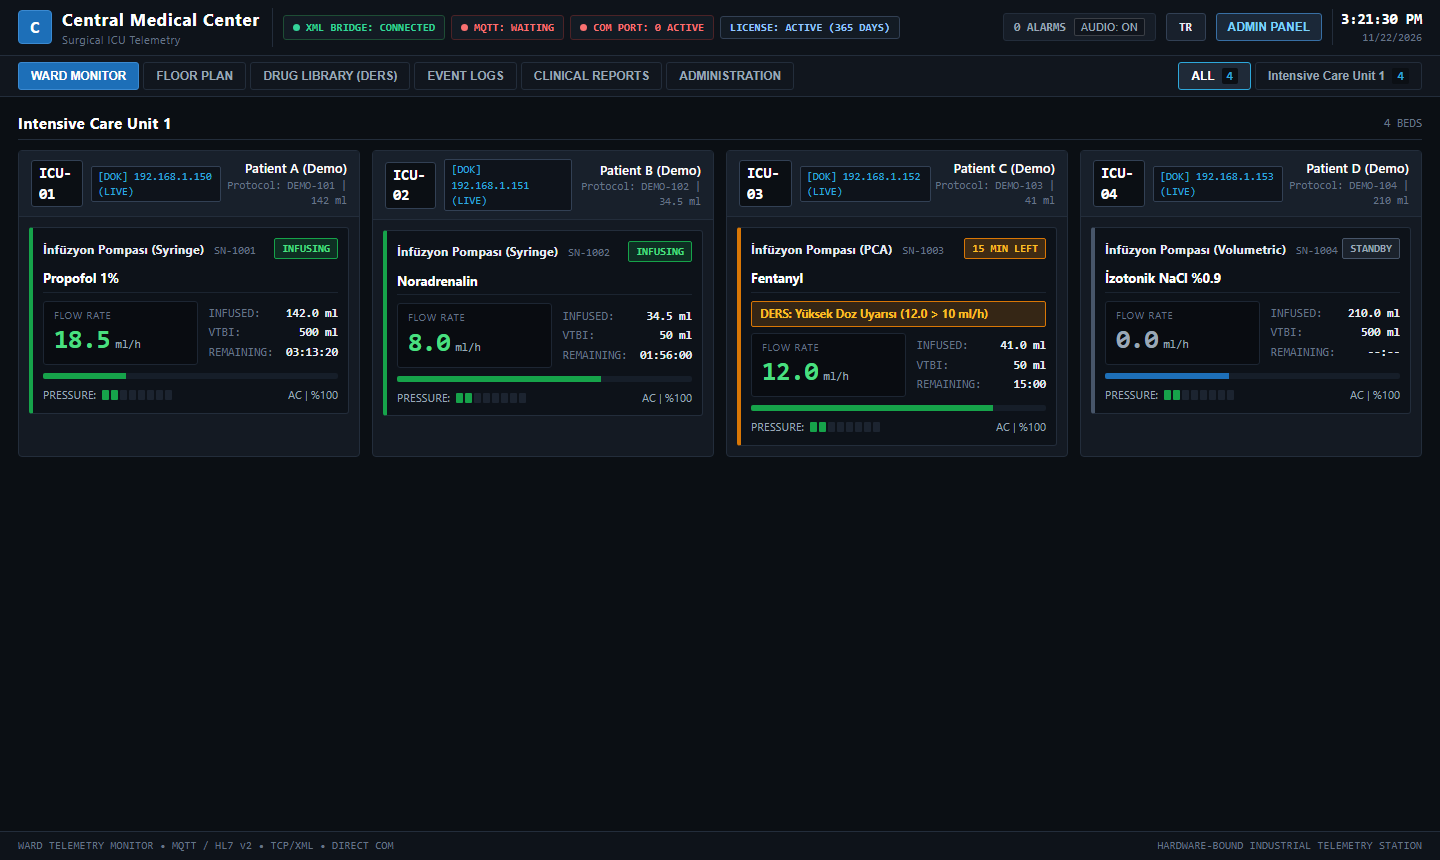 C
Central Medical Center
Surgical ICU Telemetry
XML BRIDGE: CONNECTED
MQTT: WAITING
COM PORT: 0 ACTIVE
LICENSE: ACTIVE (365 DAYS)
0 ALARMS
AUDIO: ON
TR
ADMIN PANEL
3:21:30 PM
11/22/2026
WARD MONITOR
FLOOR PLAN
DRUG LIBRARY (DERS)
EVENT LOGS
CLINICAL REPORTS
ADMINISTRATION
ALL 4
Intensive Care Unit 1 4
Intensive Care Unit 1
4 BEDS
ICU-
01
[DOK] 192.168.1.150
(LIVE)
Patient A (Demo)
Protocol: DEMO-101 |
142 ml
İnfüzyon Pompası (Syringe) SN-1001
INFUSING
Propofol 1%
FLOW RATE
18.5 ml/h
INFUSED: 142.0 ml
VTBI: 500 ml
REMAINING: 03:13:20
PRESSURE:
AC | %100
ICU-
02
[DOK]
192.168.1.151
(LIVE)
Patient B (Demo)
Protocol: DEMO-102 |
34.5 ml
İnfüzyon Pompası (Syringe) SN-1002
INFUSING
Noradrenalin
FLOW RATE
8.0 ml/h
INFUSED: 34.5 ml
VTBI: 50 ml
REMAINING: 01:56:00
PRESSURE:
AC | %100
ICU-
03
[DOK] 192.168.1.152
(LIVE)
Patient C (Demo)
Protocol: DEMO-103 |
41 ml
İnfüzyon Pompası (PCA) SN-1003
15 MIN LEFT
Fentanyl
DERS: Yüksek Doz Uyarısı (12.0 > 10 ml/h)
FLOW RATE
12.0 ml/h
INFUSED: 41.0 ml
VTBI: 50 ml
REMAINING: 15:00
PRESSURE:
AC | %100
ICU-
04
[DOK] 192.168.1.153
(LIVE)
Patient D (Demo)
Protocol: DEMO-104 |
210 ml
İnfüzyon Pompası (Volumetric) SN-1004
STANDBY
İzotonik NaCl %0.9
FLOW RATE
0.0 ml/h
INFUSED: 210.0 ml
VTBI: 500 ml
REMAINING: --:--
PRESSURE:
AC | %100
WARD TELEMETRY MONITOR • MQTT / HL7 v2 • TCP/XML • DIRECT COM
HARDWARE-BOUND INDUSTRIAL TELEMETRY STATION